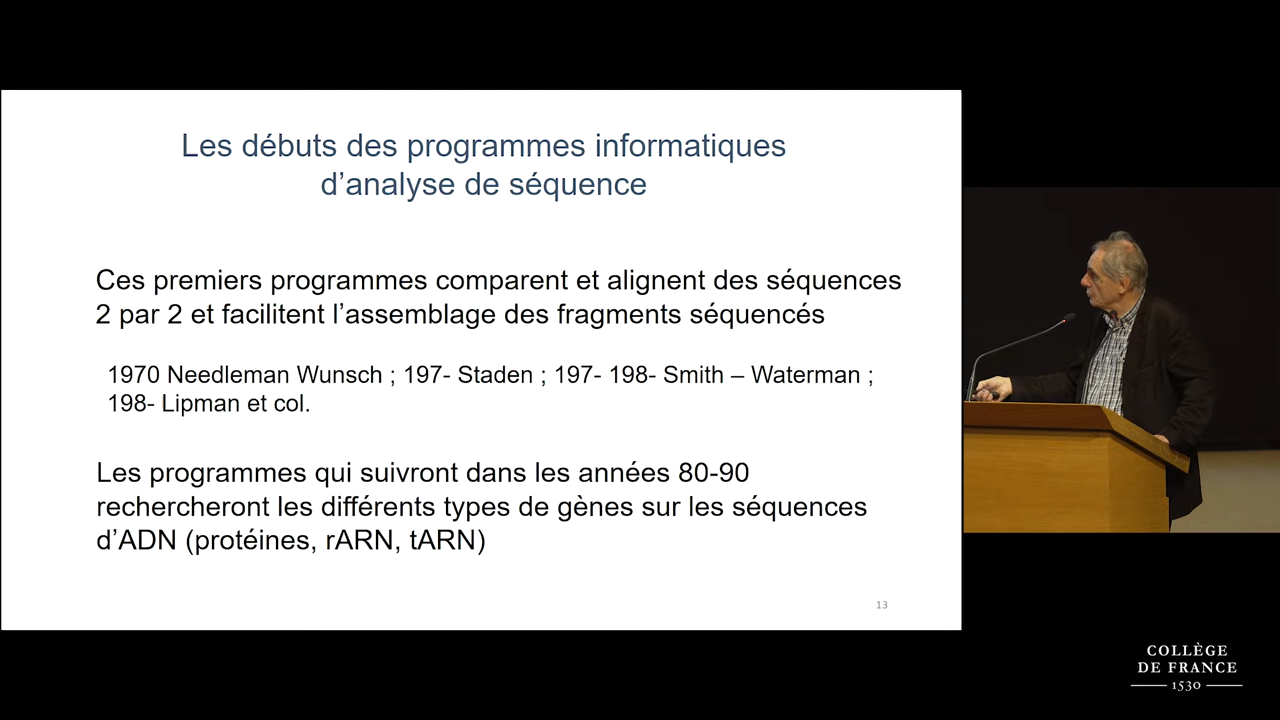 Les débuts des programmes informatiques
d’analyse de séquence
Ces premiers programmes comparent et alignent des séquences
2 par 2 et facilitent l’assemblage des fragments séquencés
1970 Needleman Wunsch ; 197- Staden ; 197- 198- Smith – Waterman ;
198- Lipman et col.
Les programmes qui suivront dans les années 80-90
rechercheront les différents types de gènes sur les séquences
d’ADN (protéines, rARN, tARN)
13
COLLÈGE
DE FRANCE
1530